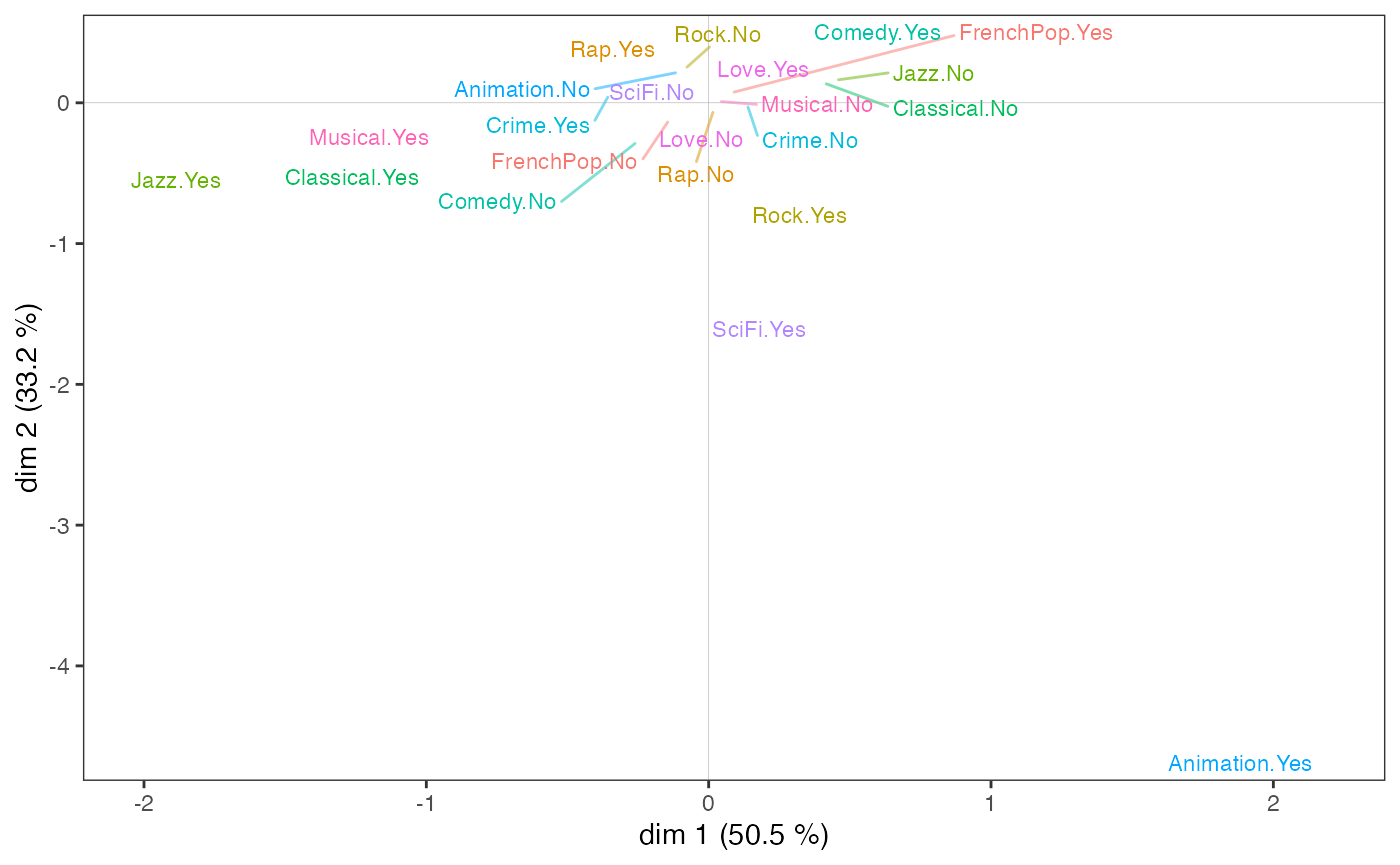 Rock.No
Comedy.Yes
FrenchPop.Yes
Rap.Yes
Love.Yes
Jazz.No
Animation.No
SciFi.No
0
Musical.No
Classical.No
Crime.Yes
Musical.Yes
Love.No
Crime.No
FrenchPop.No
Rap.No
Jazz.Yes
Classical.Yes
Comedy.No
Rock.Yes
-1
SciFi.Yes
-2
dim 2 (33.2 %)
-3
-4
Animation.Yes
-2
-1
0
1
2
dim 1 (50.5 %)